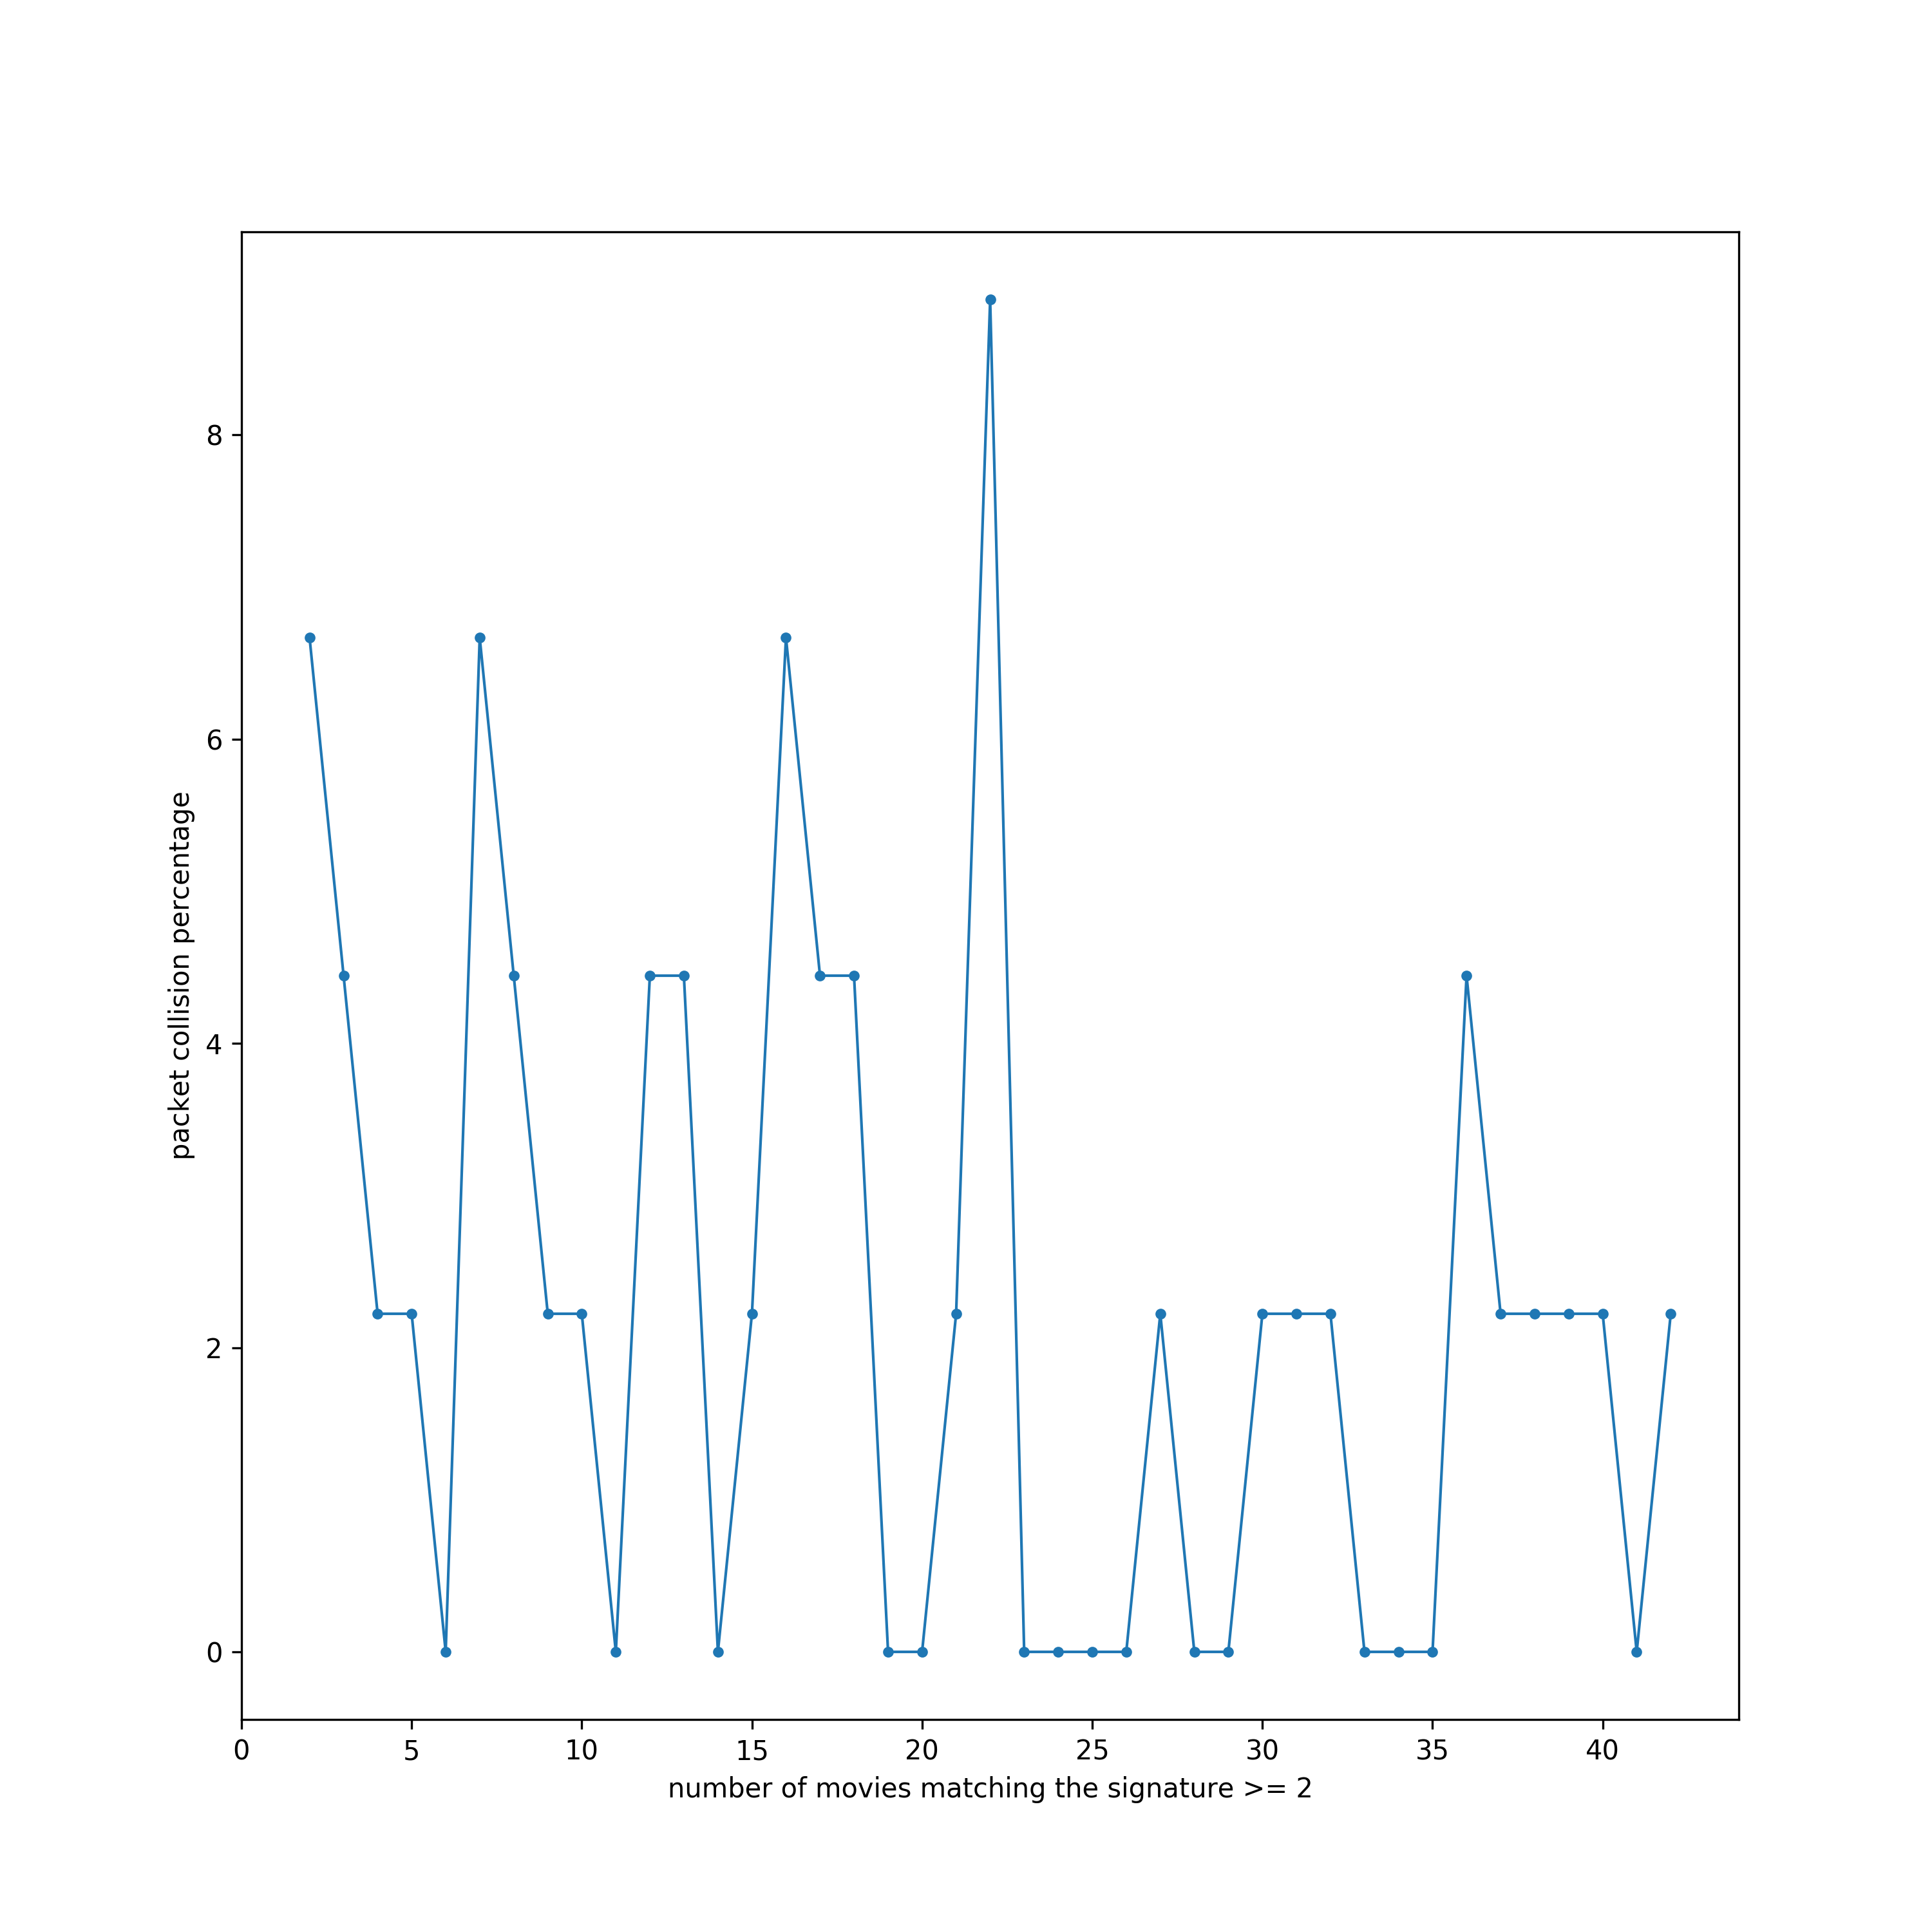 8
6
4
2
0
packet collision percentage
0 5 10 15 20 25 30 35 40
number of movies matching the signature >= 2